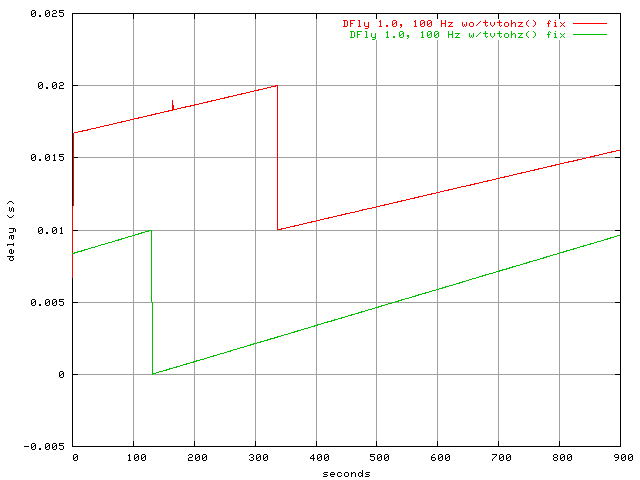 0.025
DFly 1.0, 100 Hz wo/tvtohz() fix
DFly 1.0, 100 Hz w/tvtohz() fix
0.02
0.015
0.01
0.005
0
-0.005
delay (s)
0 100 200 300 400 500 600 700 800 900
seconds